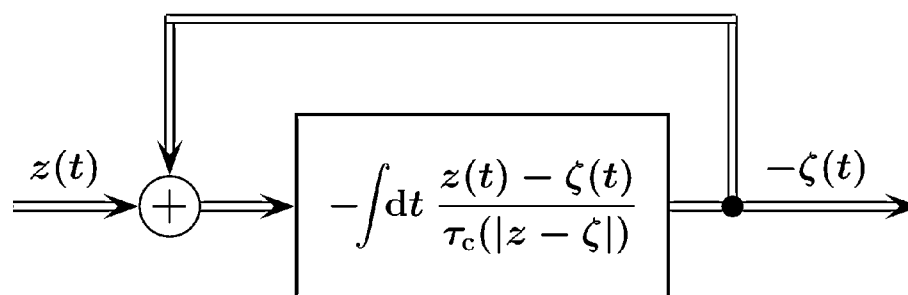 z(t)
+
-∫dt (z(t) − ζ(t)) / (τ_c(|z − ζ|))
−ζ(t)